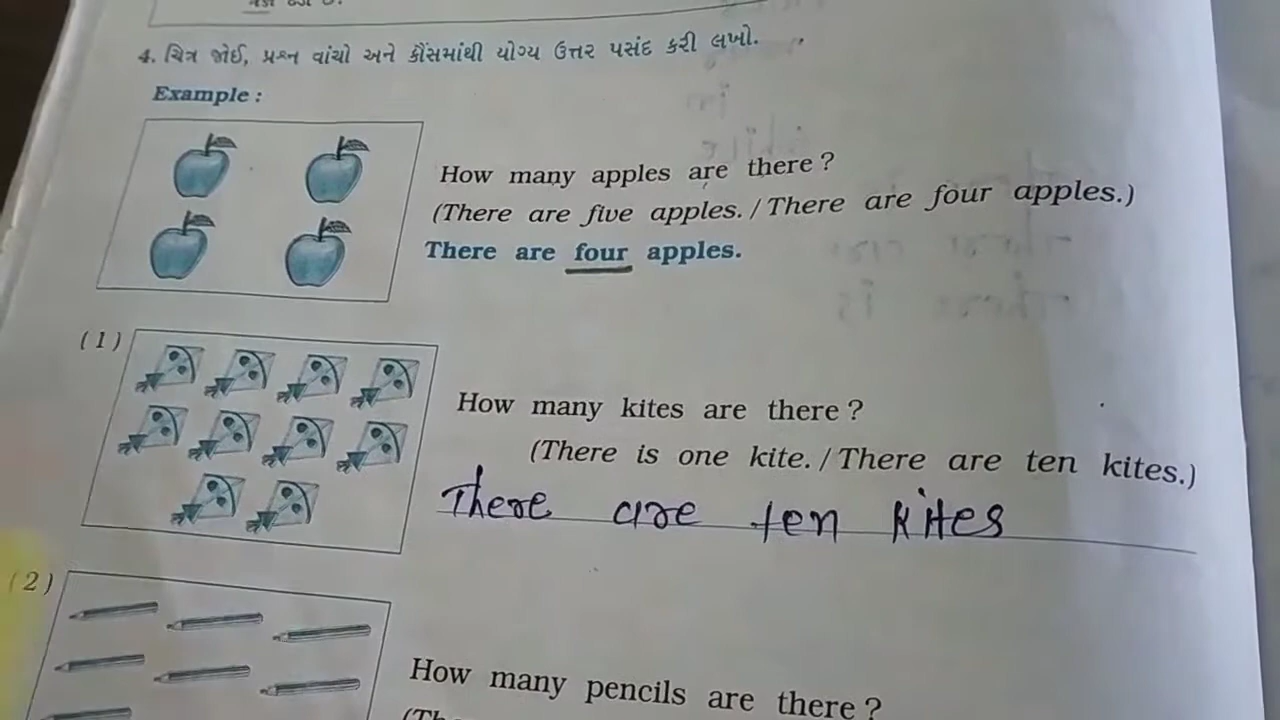 4. ચિત્ર જોઈ, પ્રશ્ન વાંચો અને કૌંસમાંથી યોગ્ય ઉત્તર પસંદ કરી લખો.
Example :
How many apples are there ?
(There are five apples. / There are four apples.)
There are four apples.
(1)
How many kites are there ?
(There is one kite. / There are ten kites.)
There are ten kites
(2)
How many pencils are there ?